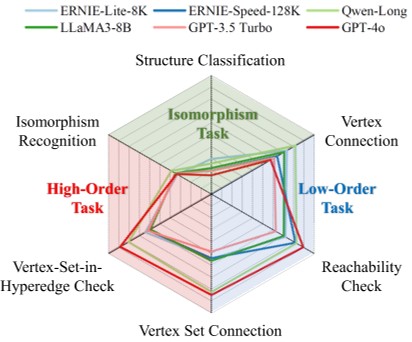 ERNIE-Lite-8K ERNIE-Speed-128K Qwen-Long
LLaMA3-8B GPT-3.5 Turbo GPT-4o
Structure Classification
Isomorphism
Task
Isomorphism
Recognition
Vertex
Connection
High-Order
Task
Low-Order
Task
Vertex-Set-in-
Hyperedge Check
Reachability
Check
Vertex Set Connection